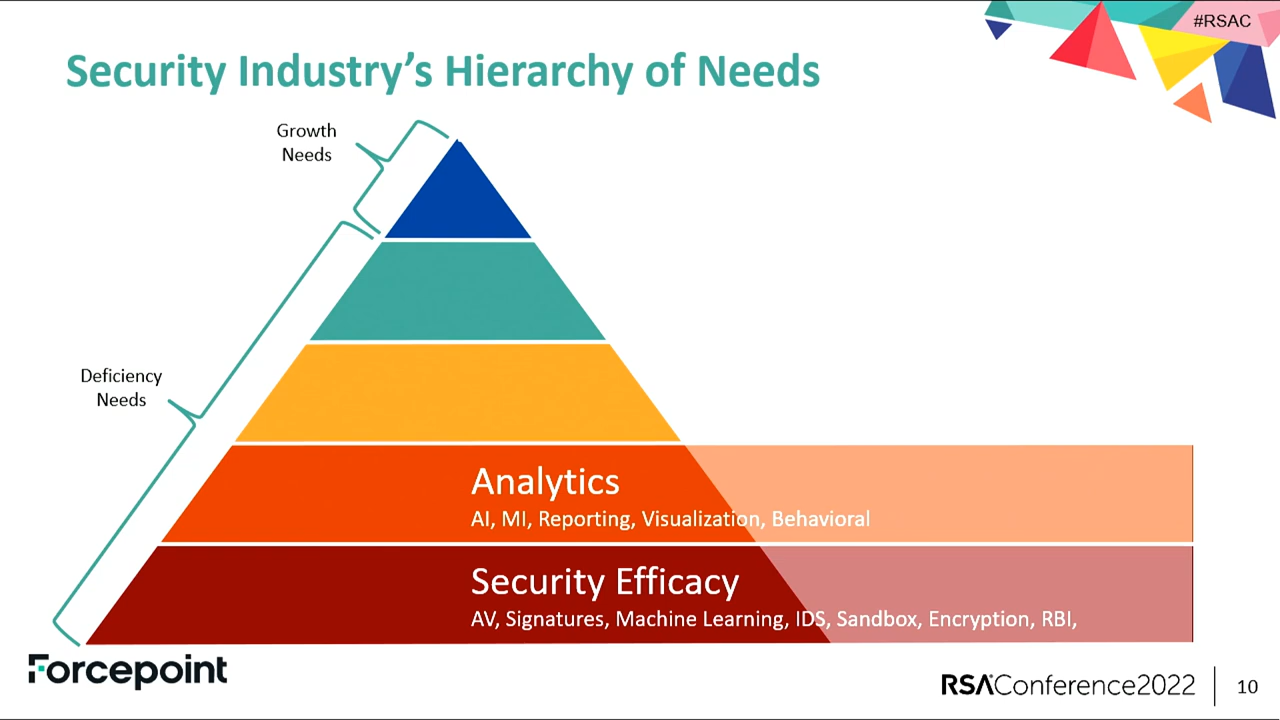 #RSAC
Security Industry's Hierarchy of Needs
Growth
Needs
Deficiency
Needs
Analytics
AI, MI, Reporting, Visualization, Behavioral
Security Efficacy
AV, Signatures, Machine Learning, IDS, Sandbox, Encryption, RBI,
Forcepoint
RSAConference2022
10